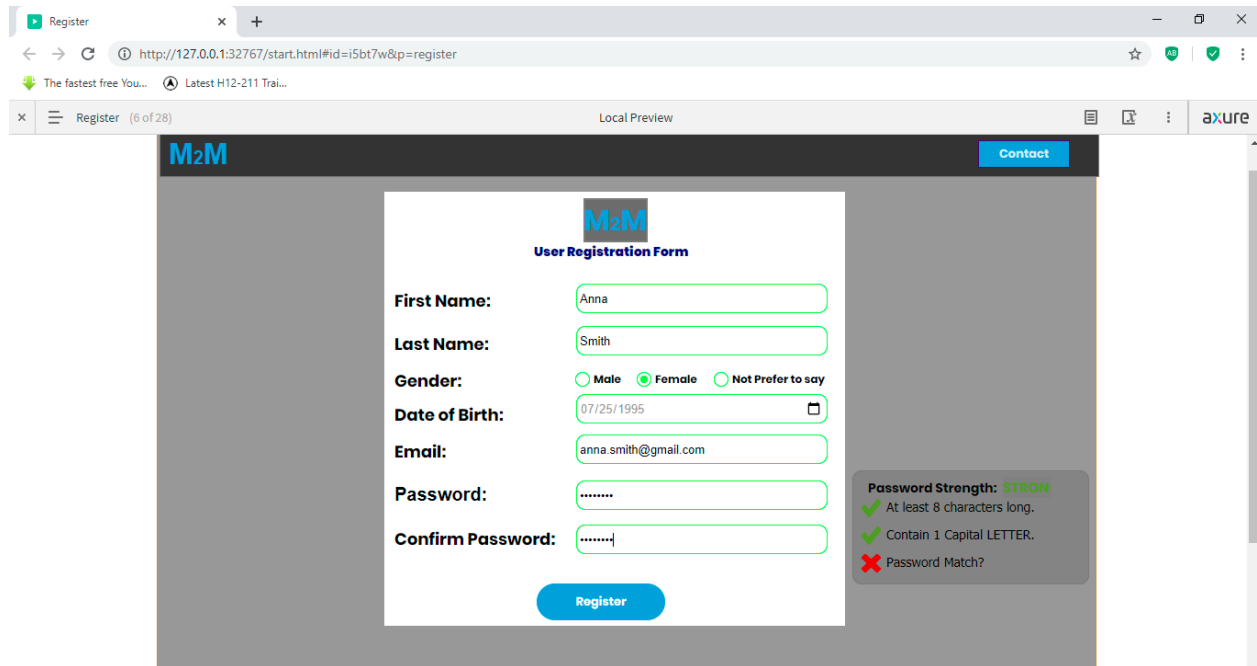 Register
http://127.0.0.1:32767/start.html#id=i5bt7w&p=register
AB
The fastest free You... Latest H12-211 Trai...
Register (6 of 28) Local Preview axure
M2M Contact
M2M
User Registration Form
First Name: Anna
Last Name: Smith
Gender: Male Female Not Prefer to say
Date of Birth: 07/25/1995
Email: anna.smith@gmail.com
Password: ••••••••
Confirm Password: ••••••••
Password Strength: STRON
At least 8 characters long.
Contain 1 Capital LETTER.
Password Match?
Register